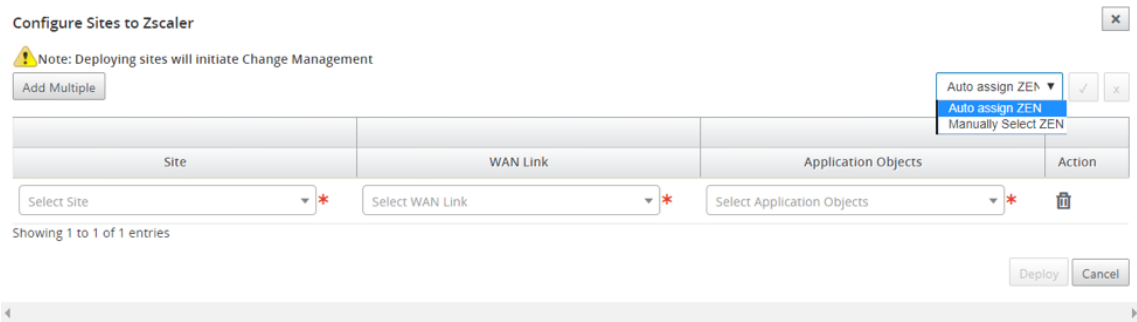 Configure Sites to Zscaler
x
Note: Deploying sites will initiate Change Management
Add Multiple
Auto assign ZEN
✓
x
Auto assign ZEN
Manually Select ZEN
Site
WAN Link
Application Objects
Action
Select Site
*
Select WAN Link
*
Select Application Objects
*
Showing 1 to 1 of 1 entries
Deploy
Cancel